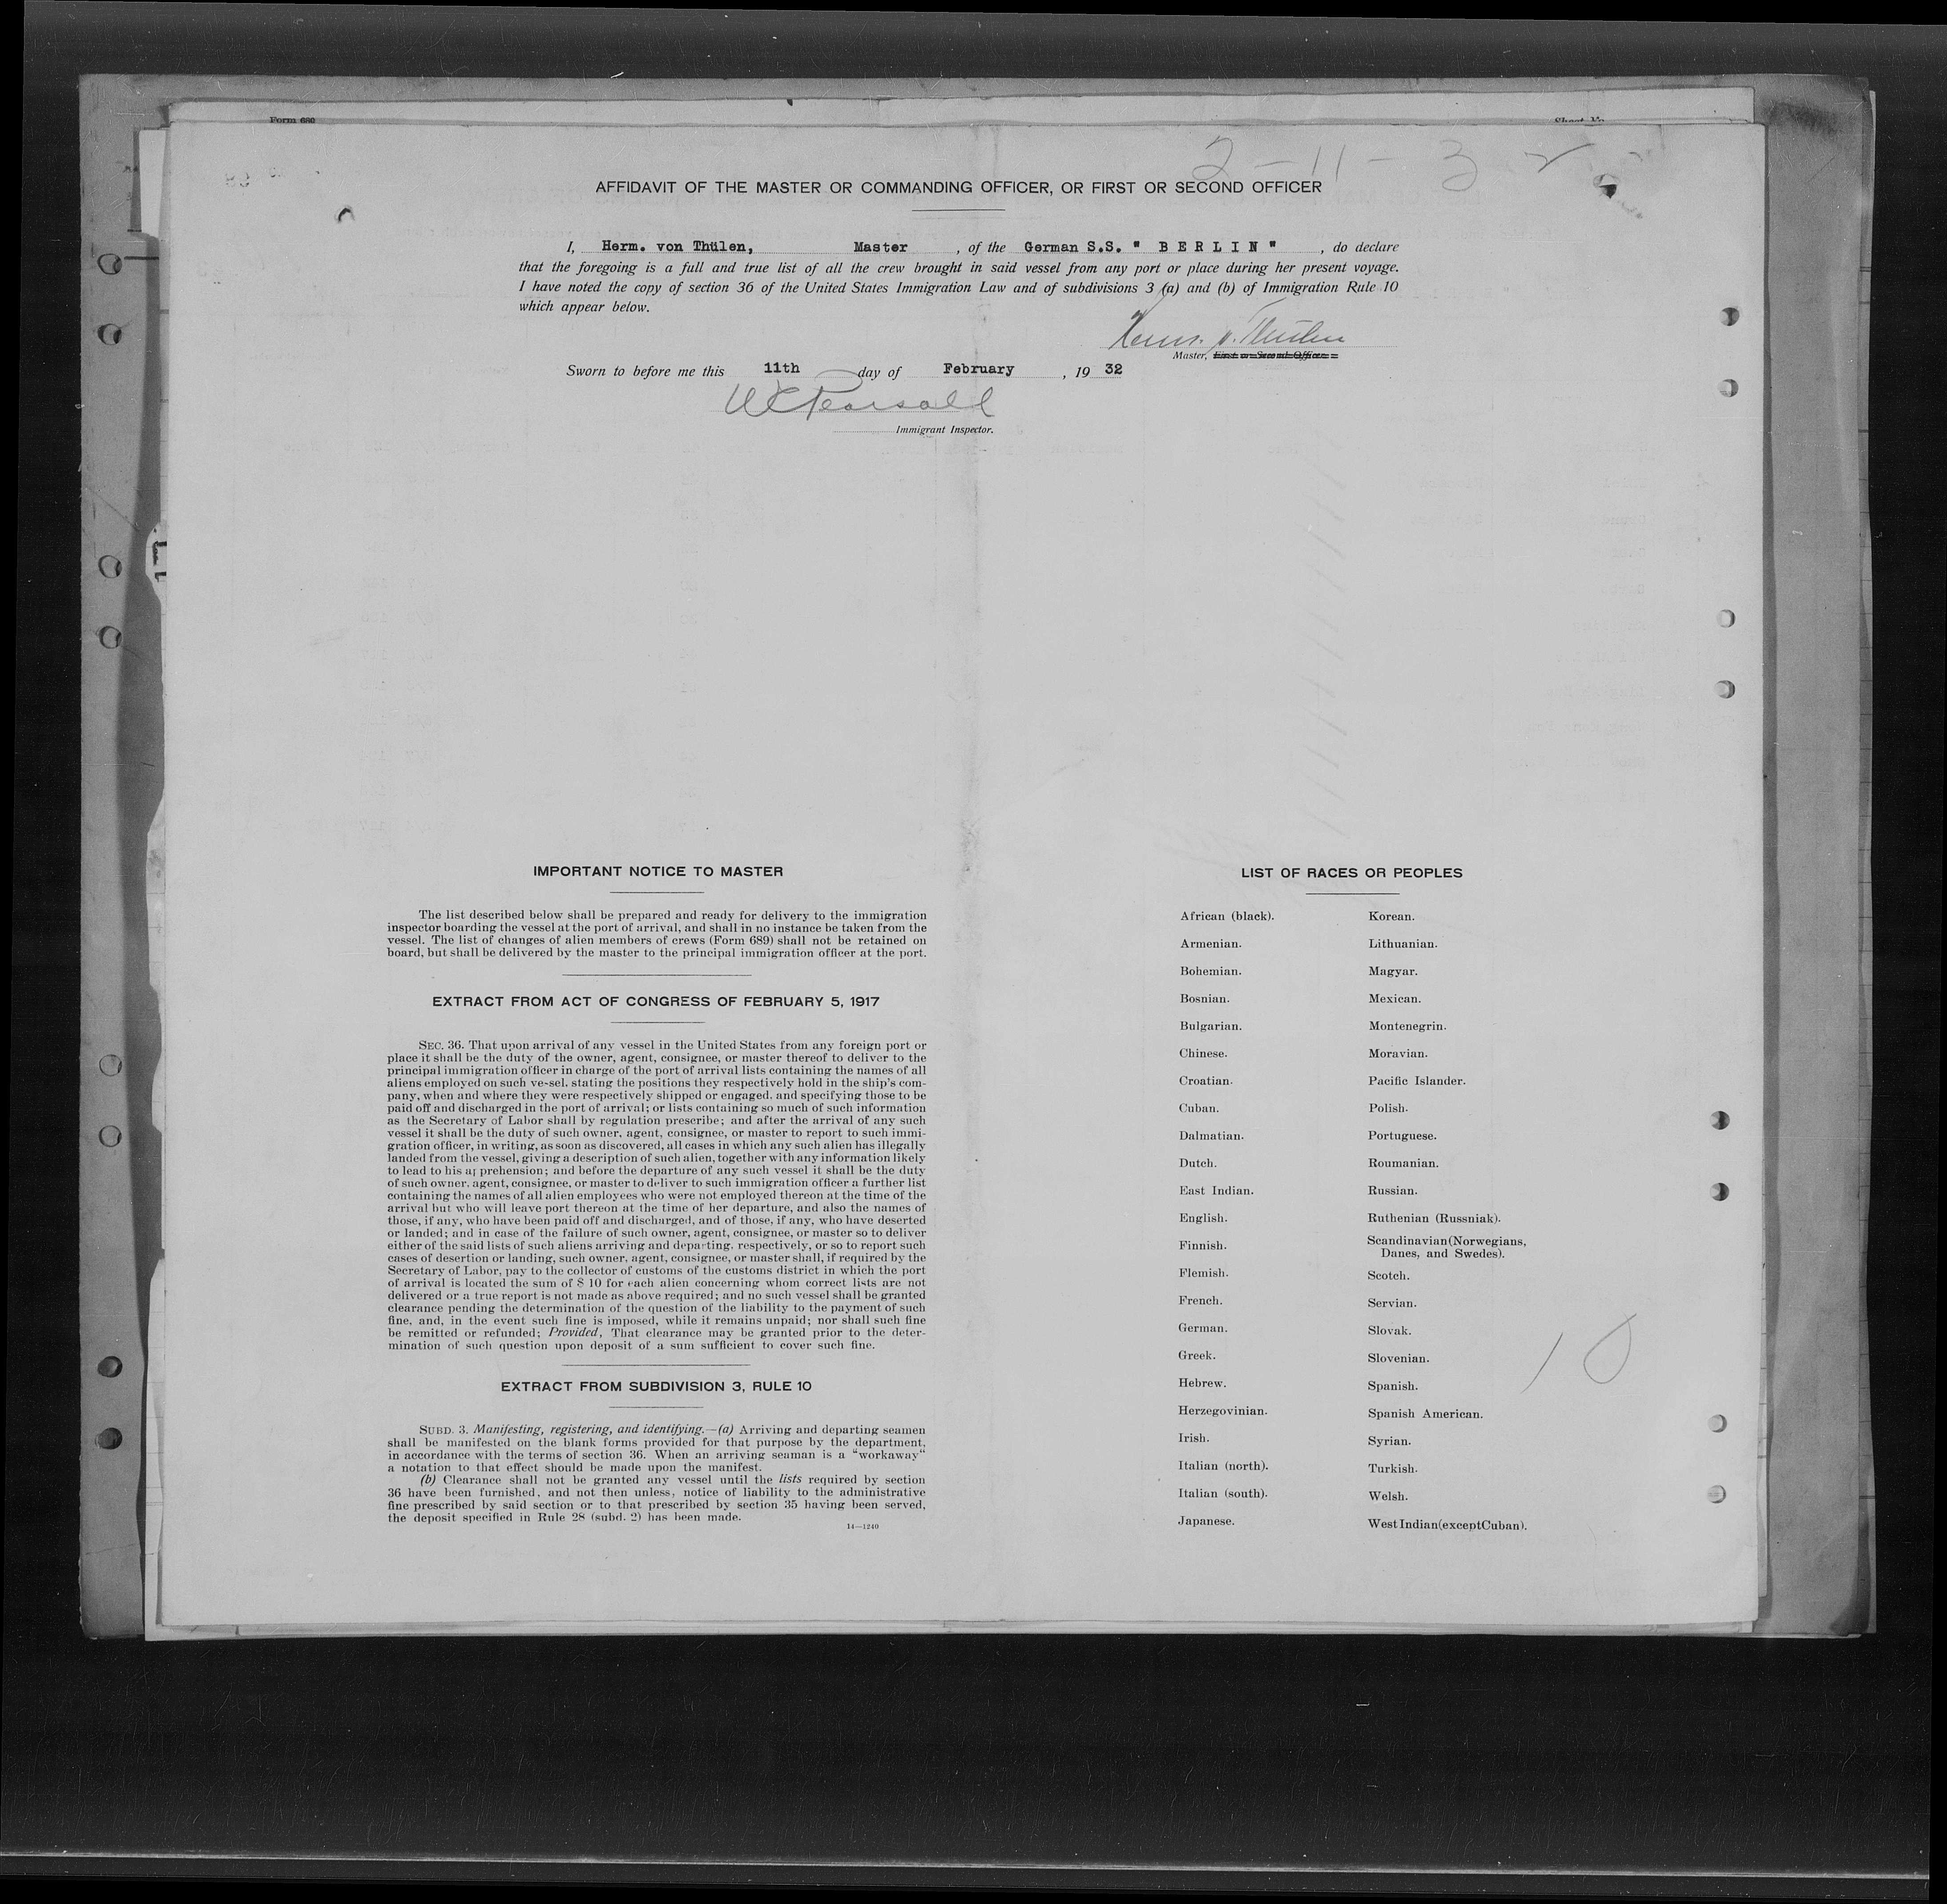 Form 680
2-11-32
AFFIDAVIT OF THE MASTER OR COMMANDING OFFICER, OR FIRST OR SECOND OFFICER
I, Herm. von Thülen, Master, of the German S.S. " B E R L I N ", do declare
that the foregoing is a full and true list of all the crew brought in said vessel from any port or place during her present voyage.
I have noted the copy of section 36 of the United States Immigration Law and of subdivisions 3 (a) and (b) of Immigration Rule 10
which appear below.
Herm. v. Thülen
Master, First or Second Officer.
Sworn to before me this 11th day of February, 19 32
W E Pearsall
Immigrant Inspector.
IMPORTANT NOTICE TO MASTER
The list described below shall be prepared and ready for delivery to the immigration
inspector boarding the vessel at the port of arrival, and shall in no instance be taken from the
vessel. The list of changes of alien members of crews (Form 689) shall not be retained on
board, but shall be delivered by the master to the principal immigration officer at the port.
EXTRACT FROM ACT OF CONGRESS OF FEBRUARY 5, 1917
SEC. 36. That upon arrival of any vessel in the United States from any foreign port or
place it shall be the duty of the owner, agent, consignee, or master thereof to deliver to the
principal immigration officer in charge of the port of arrival lists containing the names of all
aliens employed on such vessel, stating the positions they respectively hold in the ship's com-
pany, when and where they were respectively shipped or engaged, and specifying those to be
paid off and discharged in the port of arrival; or lists containing so much of such information
as the Secretary of Labor shall by regulation prescribe; and after the arrival of any such
vessel it shall be the duty of such owner, agent, consignee, or master to report to such immi-
gration officer, in writing, as soon as discovered, all cases in which any such alien has illegally
landed from the vessel, giving a description of such alien, together with any information likely
to lead to his apprehension; and before the departure of any such vessel it shall be the duty
of such owner, agent, consignee, or master to deliver to such immigration officer a further list
containing the names of all alien employees who were not employed thereon at the time of the
arrival but who will leave port thereon at the time of her departure, and also the names of
those, if any, who have been paid off and discharged, and of those, if any, who have deserted
or landed; and in case of the failure of such owner, agent, consignee, or master so to deliver
either of the said lists of such aliens arriving and departing, respectively, or so to report such
cases of desertion or landing, such owner, agent, consignee, or master shall, if required by the
Secretary of Labor, pay to the collector of customs of the customs district in which the port
of arrival is located the sum of $ 10 for each alien concerning whom correct lists are not
delivered or a true report is not made as above required; and no such vessel shall be granted
clearance pending the determination of the question of the liability to the payment of such
fine, and, in the event such fine is imposed, while it remains unpaid; nor shall such fine
be remitted or refunded; Provided, That clearance may be granted prior to the deter-
mination of such question upon deposit of a sum sufficient to cover such fine.
EXTRACT FROM SUBDIVISION 3, RULE 10
SUBD. 3. Manifesting, registering, and identifying.—(a) Arriving and departing seamen
shall be manifested on the blank forms provided for that purpose by the department,
in accordance with the terms of section 36. When an arriving seaman is a "workaway"
a notation to that effect should be made upon the manifest.
(b) Clearance shall not be granted any vessel until the lists required by section
36 have been furnished, and not then unless, notice of liability to the administrative
fine prescribed by said section or to that prescribed by section 35 having been served,
the deposit specified in Rule 28 (subd. 2) has been made.
14—1240
LIST OF RACES OR PEOPLES
African (black).
Armenian.
Bohemian.
Bosnian.
Bulgarian.
Chinese.
Croatian.
Cuban.
Dalmatian.
Dutch.
East Indian.
English.
Finnish.
Flemish.
French.
German.
Greek.
Hebrew.
Herzegovinian.
Irish.
Italian (north).
Italian (south).
Japanese.
Korean.
Lithuanian.
Magyar.
Mexican.
Montenegrin.
Moravian.
Pacific Islander.
Polish.
Portuguese.
Roumanian.
Russian.
Ruthenian (Russniak).
Scandinavian (Norwegians,
Danes, and Swedes).
Scotch.
Servian.
Slovak.
Slovenian.
Spanish.
Spanish American.
Syrian.
Turkish.
Welsh.
West Indian (except Cuban).
10